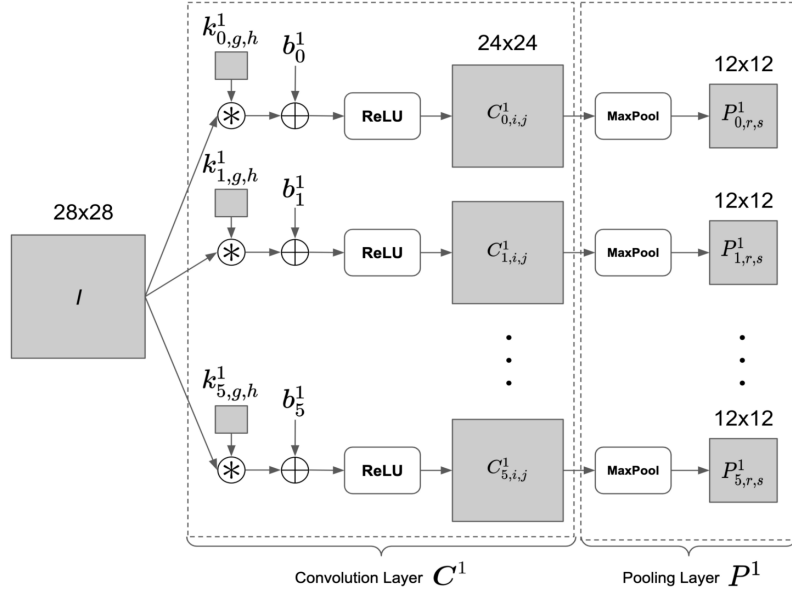 k^1_{0,g,h}
b^1_0
24x24
12x12
ReLU
C^1_{0,i,j}
MaxPool
P^1_{0,r,s}
k^1_{1,g,h}
b^1_1
12x12
28x28
ReLU
C^1_{1,i,j}
MaxPool
P^1_{1,r,s}
I
k^1_{5,g,h}
b^1_5
12x12
ReLU
C^1_{5,i,j}
MaxPool
P^1_{5,r,s}
Convolution Layer C^1
Pooling Layer P^1